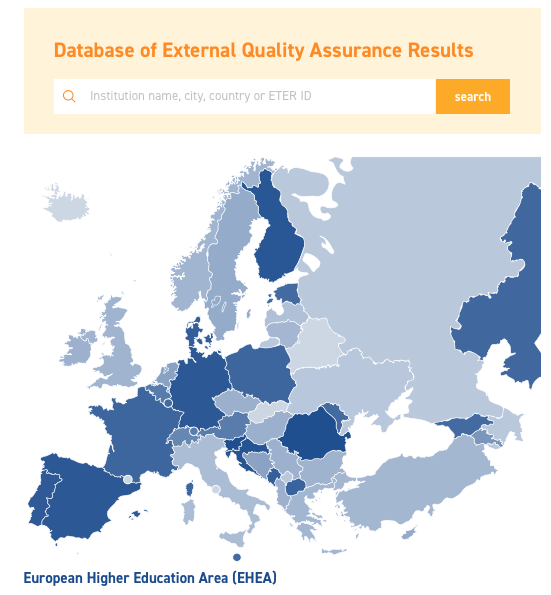 Database of External Quality Assurance Results
Institution name, city, country or ETER ID
search
European Higher Education Area (EHEA)